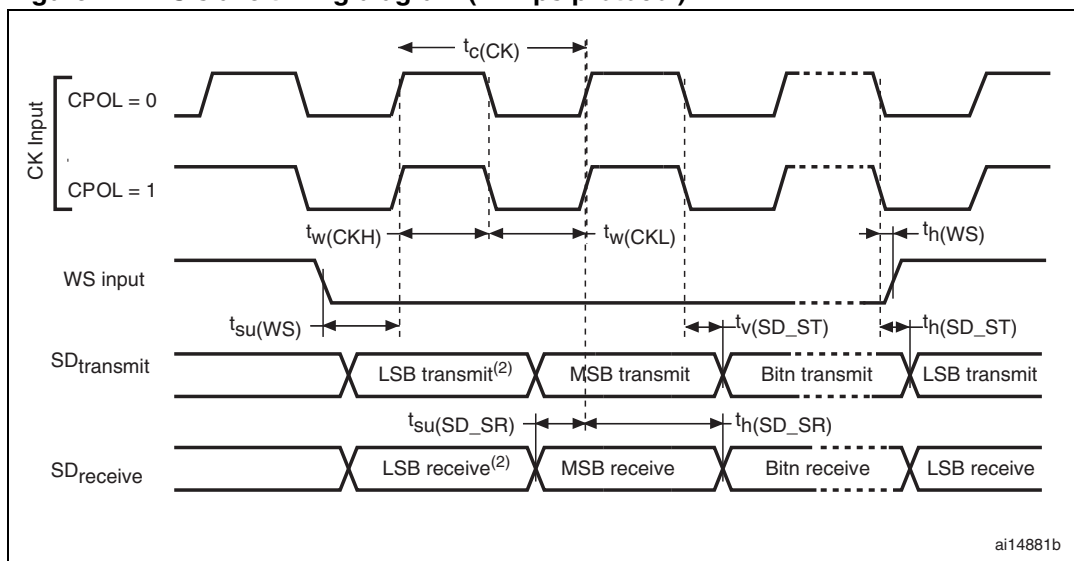 tc(CK)
CK Input
CPOL = 0
CPOL = 1
tw(CKH)
tw(CKL)
th(WS)
WS input
tsu(WS)
tv(SD_ST)
th(SD_ST)
SDtransmit
LSB transmit(2)
MSB transmit
Bitn transmit
LSB transmit
tsu(SD_SR)
th(SD_SR)
SDreceive
LSB receive(2)
MSB receive
Bitn receive
LSB receive
ai14881b